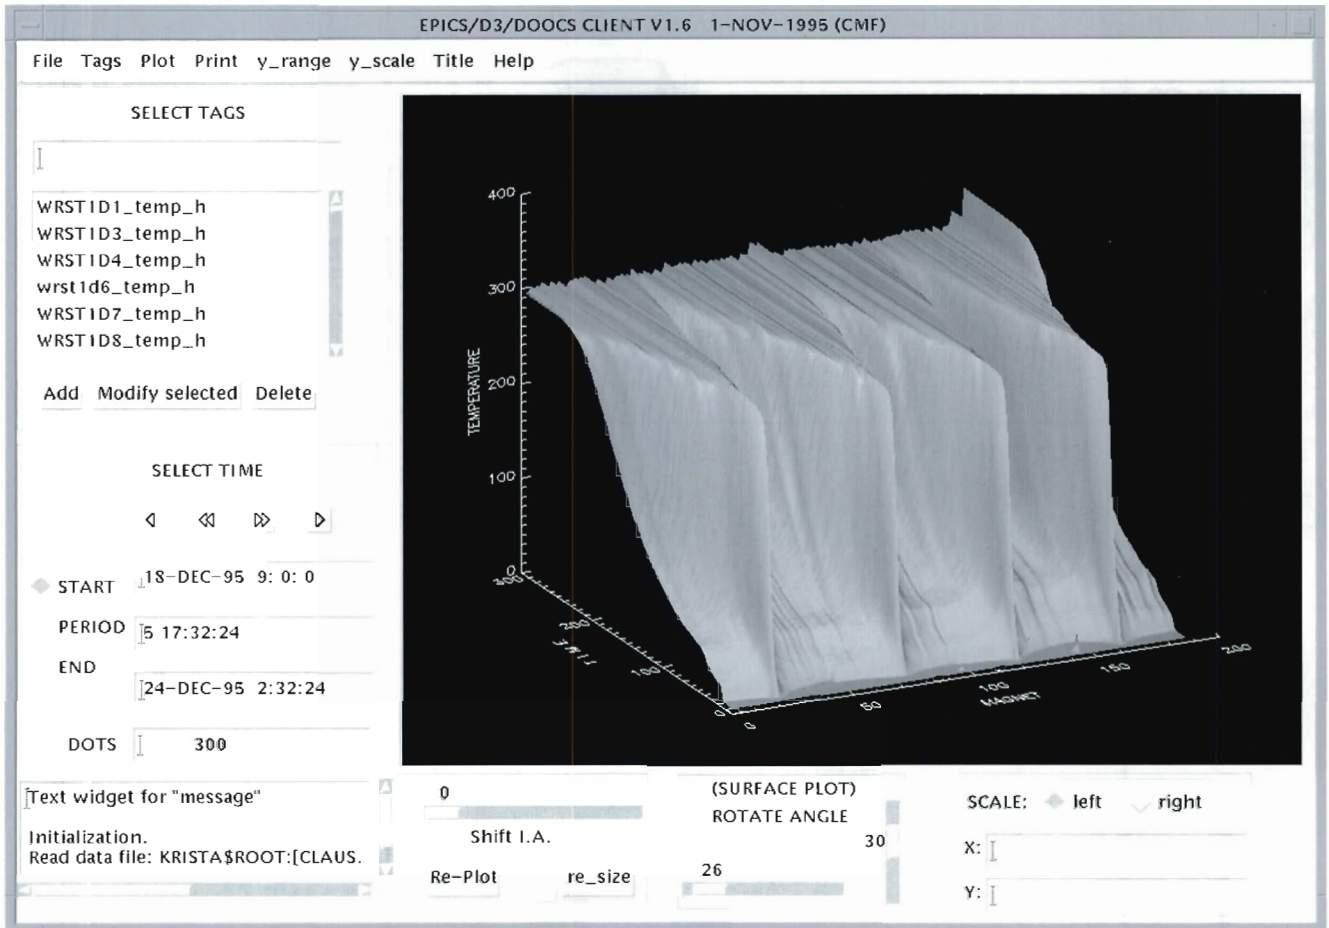 EPICS/D3/DOOCS CLIENT V1.6 1-NOV-1995 (CMF)
File Tags Plot Print y_range y_scale Title Help
SELECT TAGS
WRST1D1_temp_h
WRST1D3_temp_h
WRST1D4_temp_h
wrst1d6_temp_h
WRST1D7_temp_h
WRST1D8_temp_h
Add Modify selected Delete
SELECT TIME
START 18-DEC-95 9: 0: 0
PERIOD 5 17:32:24
END
24-DEC-95 2:32:24
DOTS 300
Text widget for "message"
Initialization.
Read data file: KRISTA$ROOT:[CLAUS.
400
300
200
100
0
TEMPERATURE
300
200
100
0
TIME
0
50
100
150
200
MAGNET
0
Shift I.A.
Re-Plot re_size
(SURFACE PLOT)
ROTATE ANGLE
30
26
SCALE: left right
X:
Y: